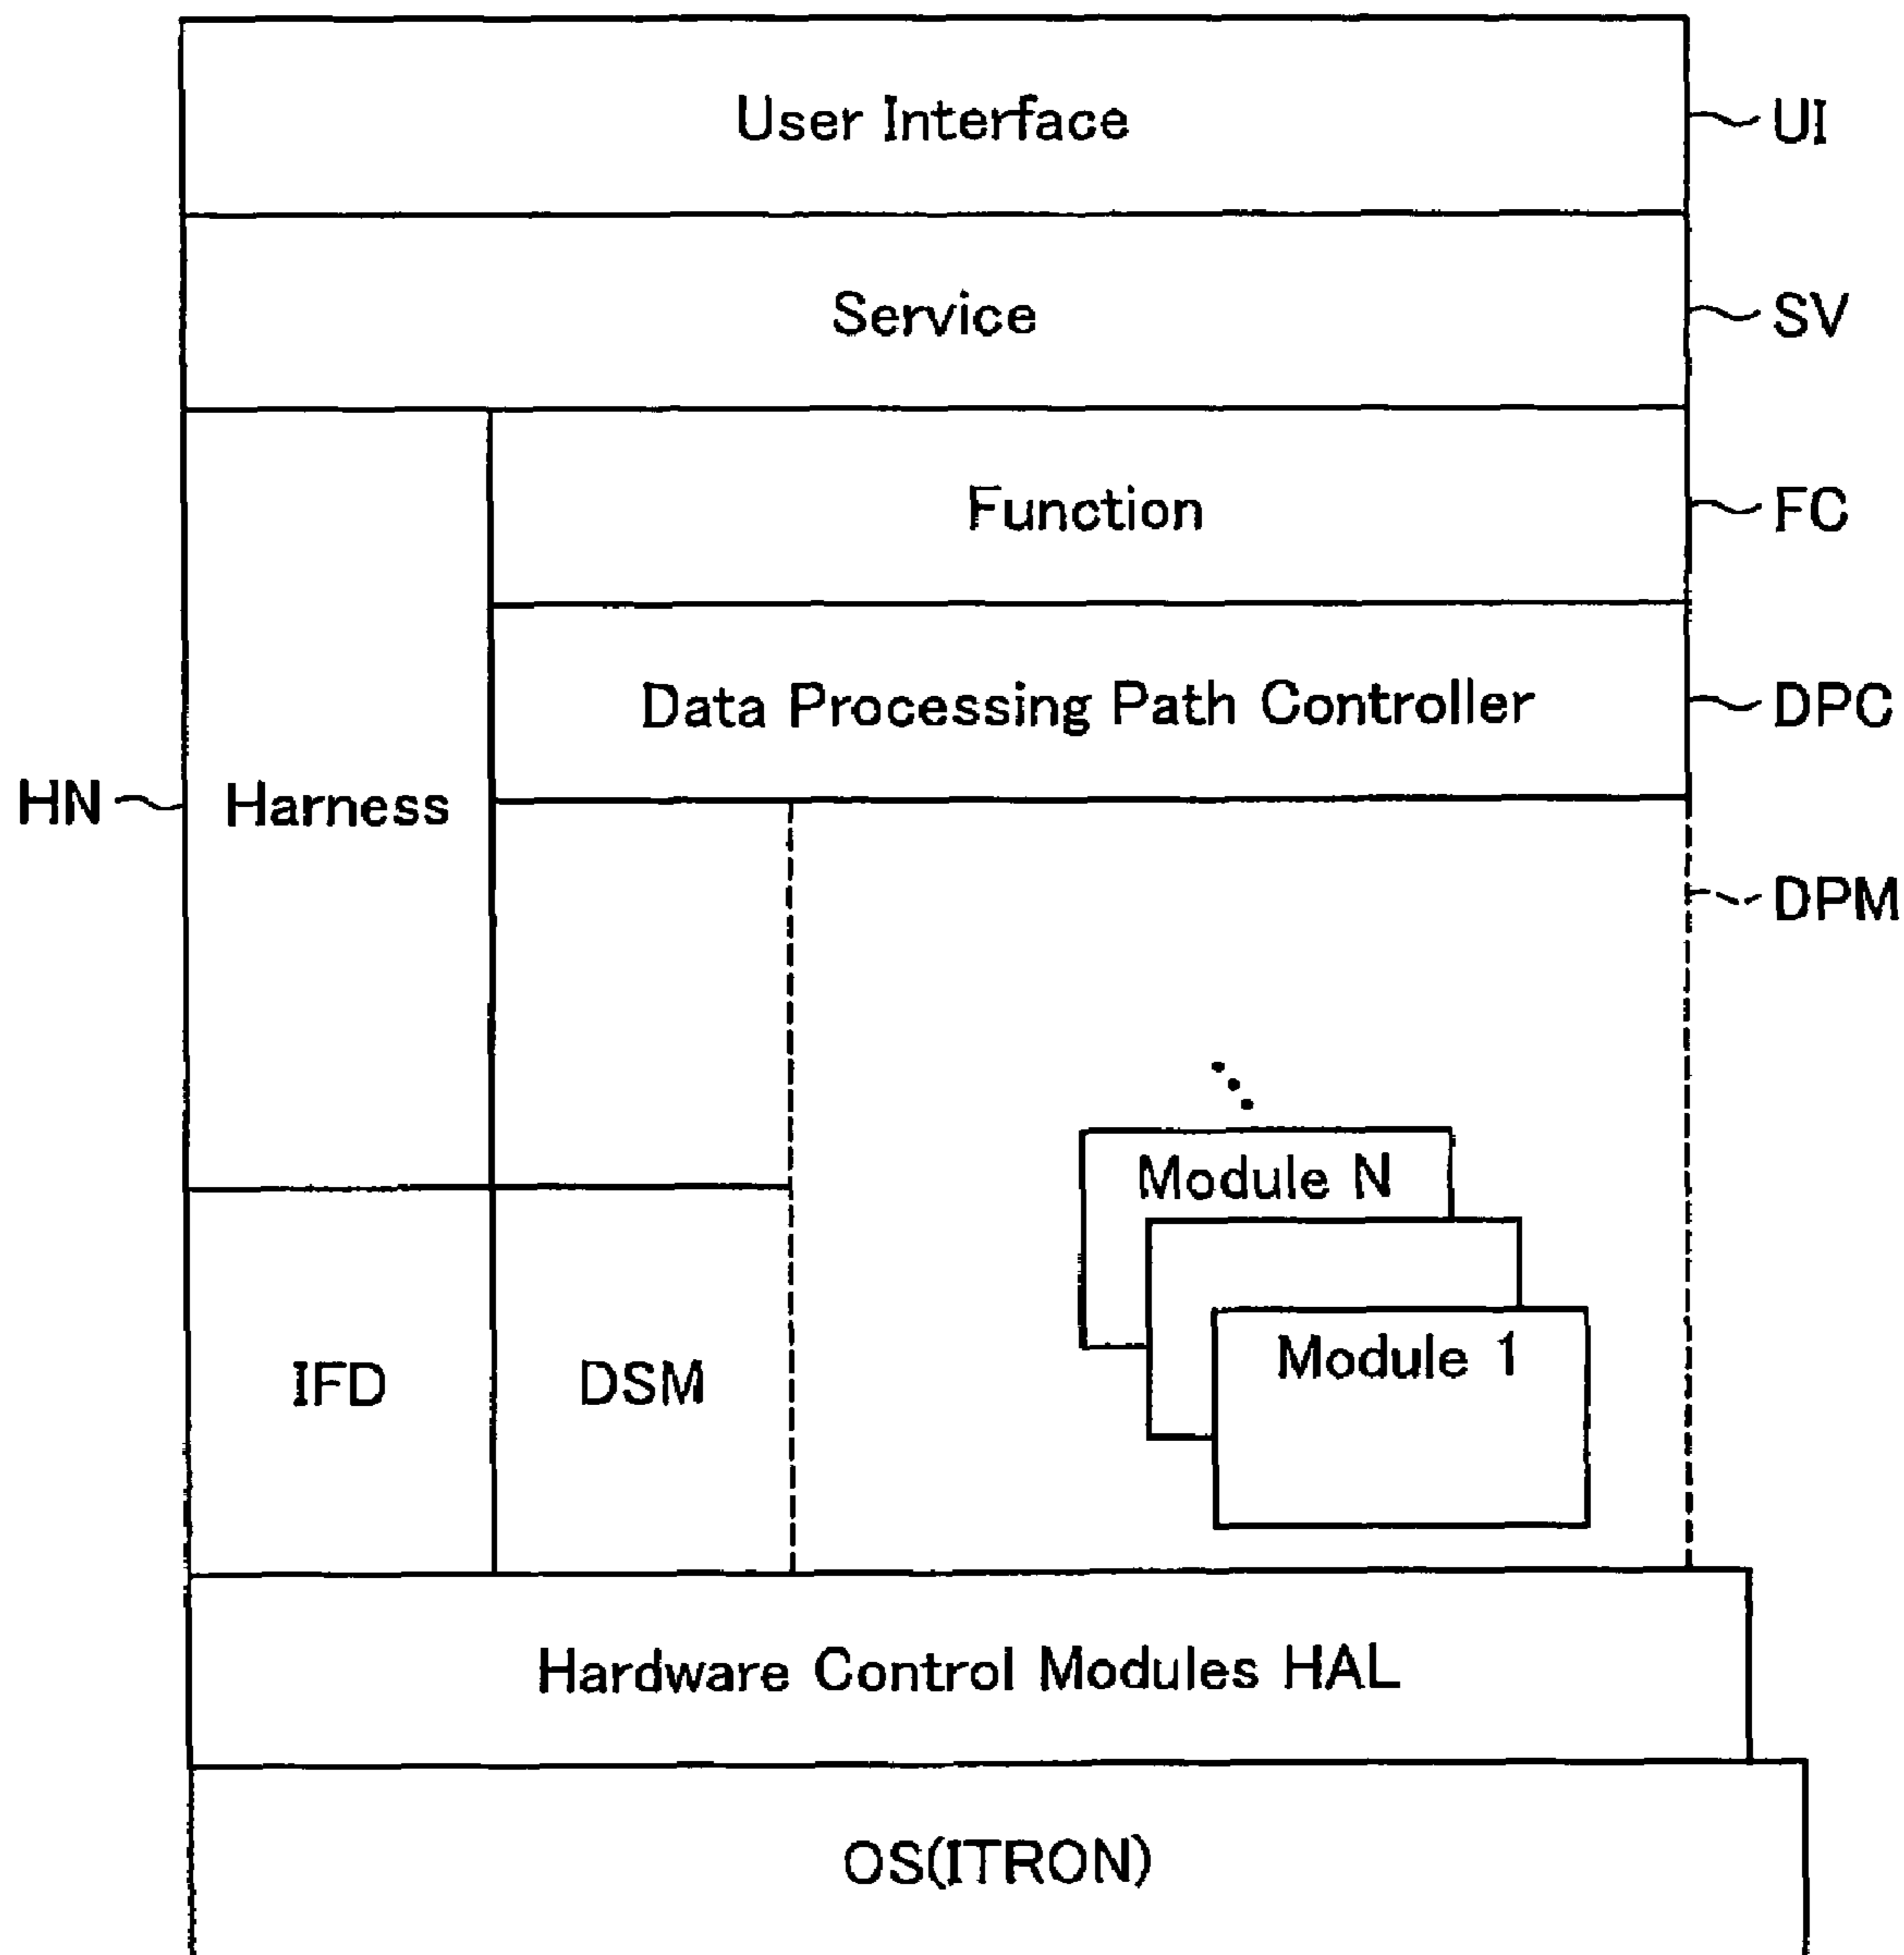 User Interface
UI
Service
SV
Function
FC
Data Processing Path Controller
DPC
HN
Harness
DPM
Module N
Module 1
IFD
DSM
Hardware Control Modules HAL
OS(ITRON)